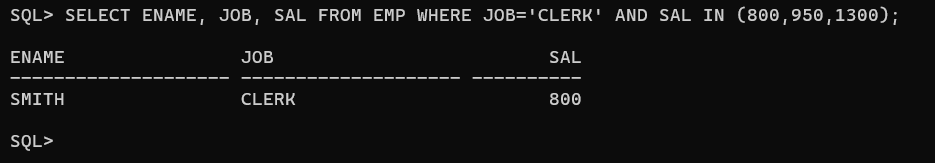 SQL> SELECT ENAME, JOB, SAL FROM EMP WHERE JOB='CLERK' AND SAL IN (800,950,1300);
ENAME JOB SAL
-------------------- -------------------- ----------
SMITH CLERK 800
SQL>